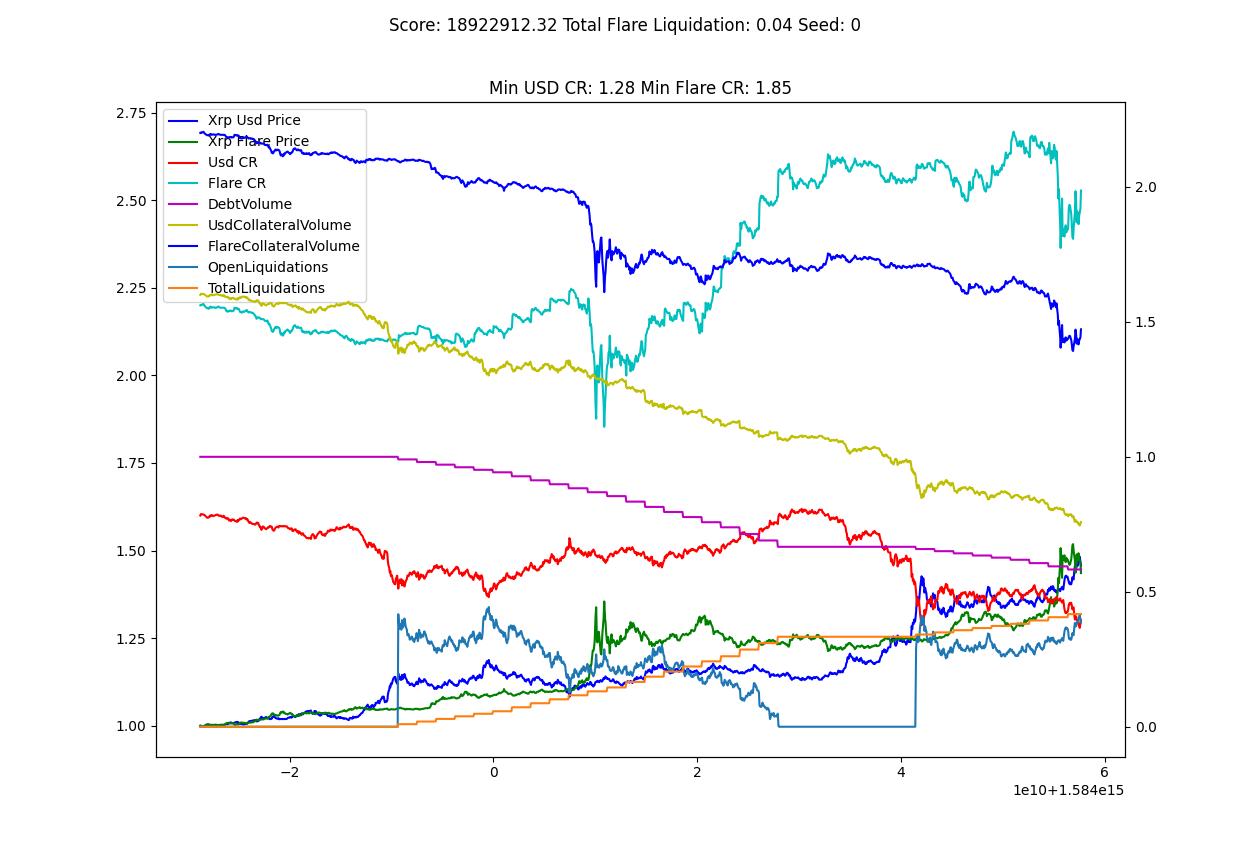 Score: 18922912.32 Total Flare Liquidation: 0.04 Seed: 0
Min USD CR: 1.28 Min Flare CR: 1.85
2.75
2.50
2.25
2.00
1.75
1.50
1.25
1.00
Xrp Usd Price
Xrp Flare Price
Usd CR
Flare CR
DebtVolume
UsdCollateralVolume
FlareCollateralVolume
OpenLiquidations
TotalLiquidations
2.0
1.5
1.0
0.5
0.0
−2 0 2 4 6
1e10+1.584e15